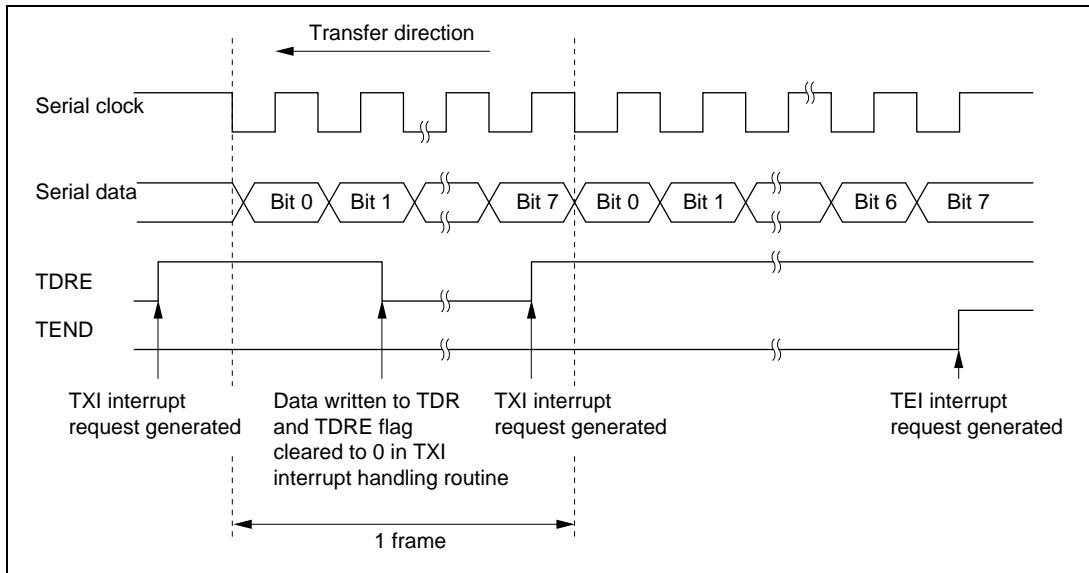 Transfer direction
Serial clock
Serial data
Bit 0
Bit 1
Bit 7
Bit 0
Bit 1
Bit 6
Bit 7
TDRE
TEND
TXI interrupt
request generated
Data written to TDR
and TDRE flag
cleared to 0 in TXI
interrupt handling routine
TXI interrupt
request generated
TEI interrupt
request generated
1 frame